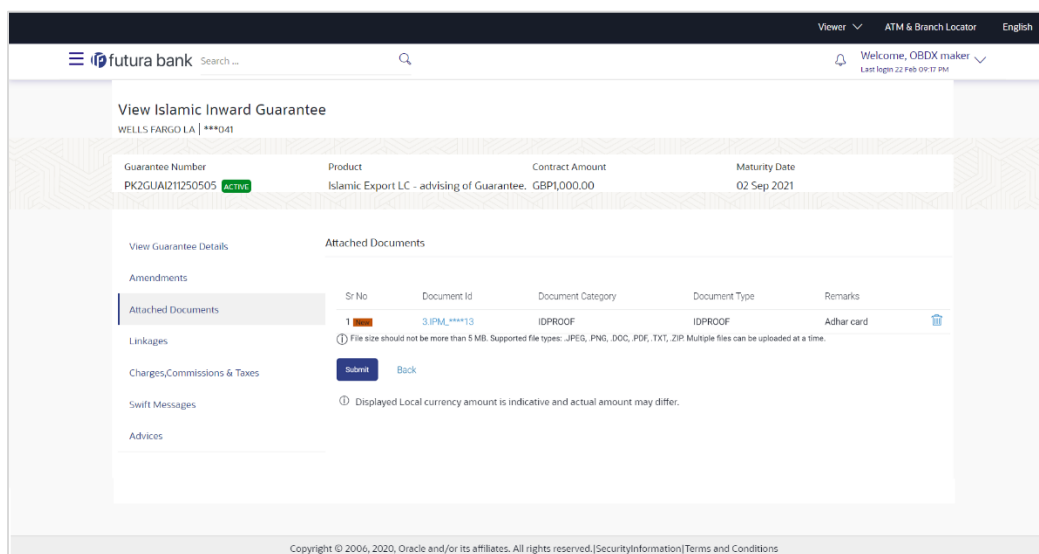 Viewer ATM & Branch Locator English
futura bank Search ... Welcome, OBDX maker
Last login 22 Feb 09:17 PM
View Islamic Inward Guarantee
WELLS FARGO LA | ***041
Guarantee Number Product Contract Amount Maturity Date
PK2GUAI211250505 ACTIVE Islamic Export LC - advising of Guarantee, GBP1,000.00 02 Sep 2021
View Guarantee Details Attached Documents
Amendments
Sr No Document Id Document Category Document Type Remarks
Attached Documents
1 New 3.IPM_****13 IDPROOF IDPROOF Adhar card
Linkages File size should not be more than 5 MB. Supported file types: .JPEG, .PNG, .DOC, .PDF, .TXT, .ZIP. Multiple files can be uploaded at a time.
Charges,Commissions & Taxes Submit Back
Swift Messages Displayed Local currency amount is indicative and actual amount may differ.
Advices
Copyright © 2006, 2020, Oracle and/or its affiliates. All rights reserved.|SecurityInformation|Terms and Conditions